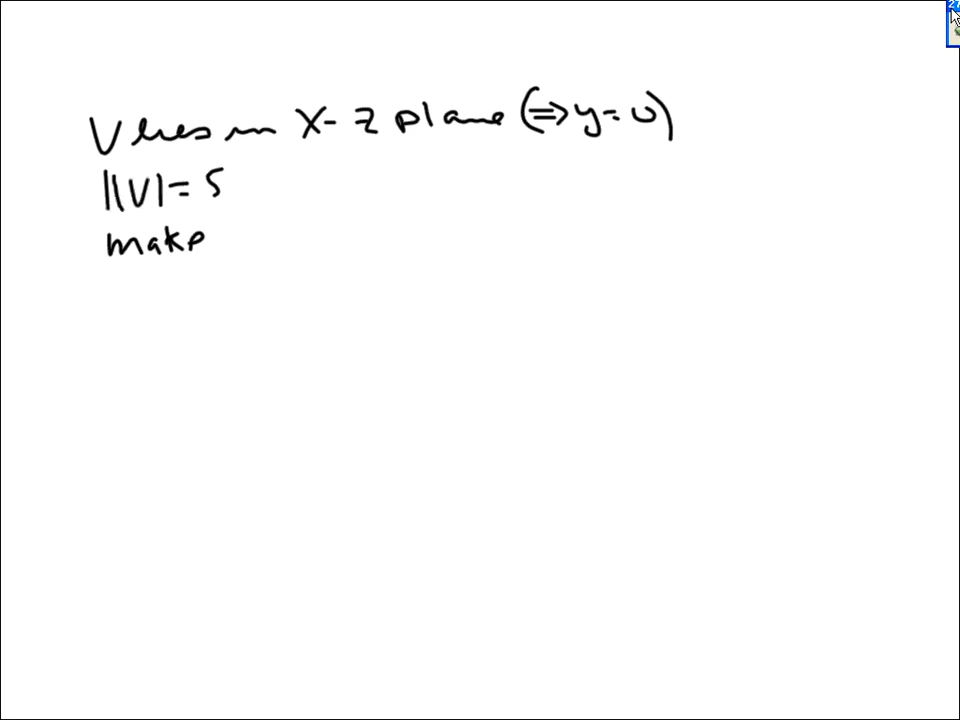 V lies in X-Z plane (⇒ y=0)
||V|= 5
make